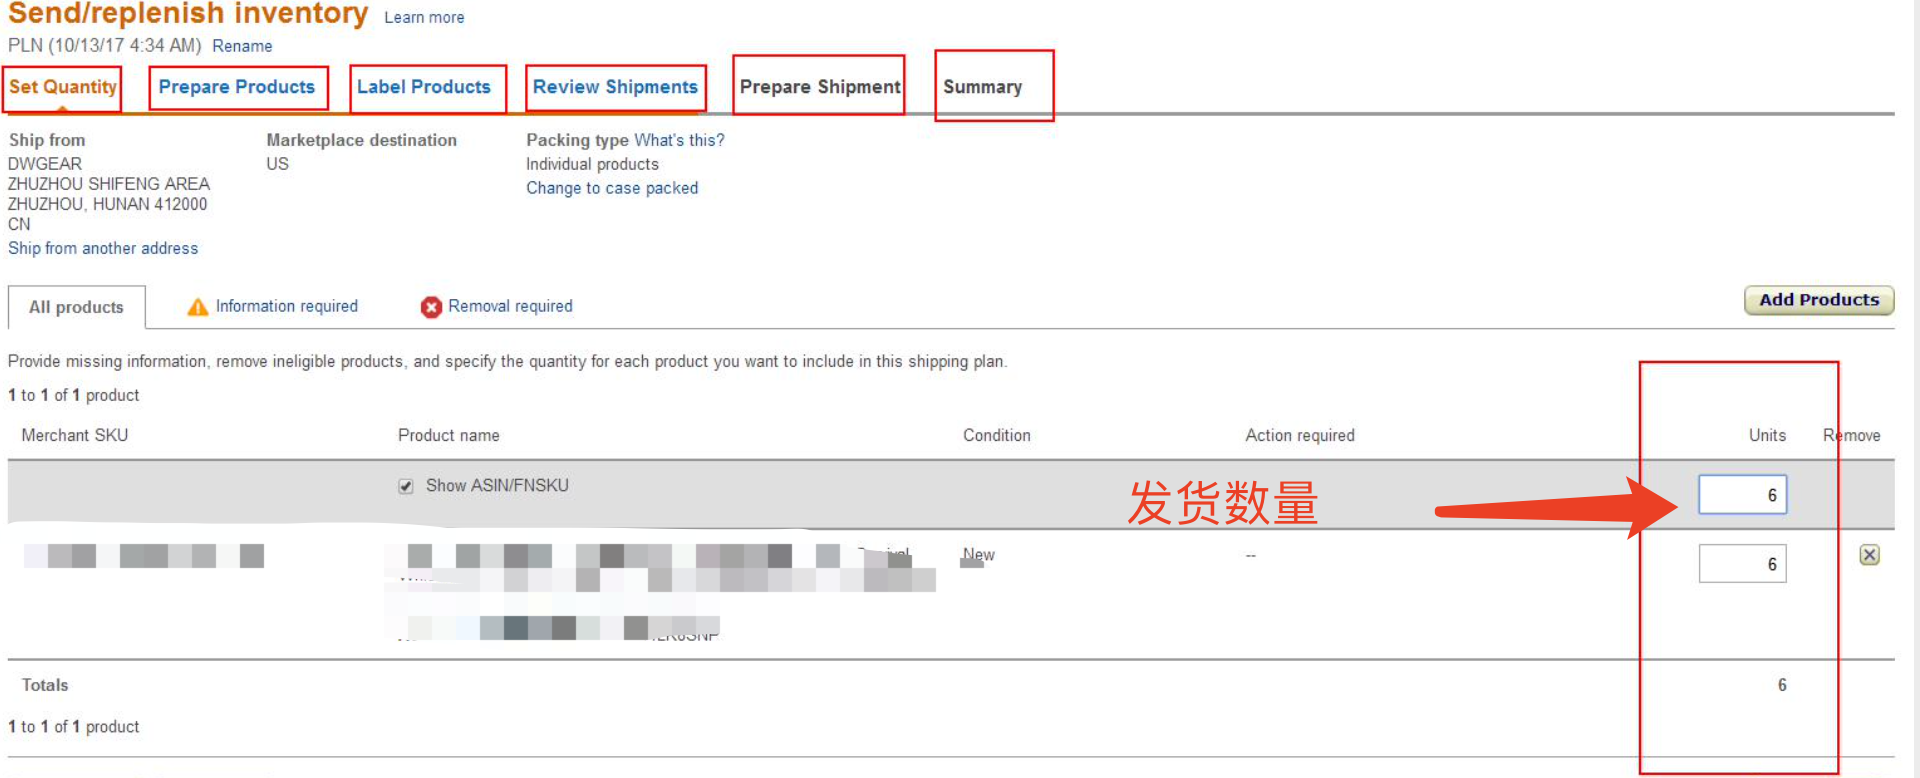 Send/replenish inventory Learn more
PLN (10/13/17 4:34 AM) Rename
Set Quantity Prepare Products Label Products Review Shipments Prepare Shipment Summary
Ship from Marketplace destination Packing type What's this?
DWGEAR US Individual products
ZHUZHOU SHIFENG AREA Change to case packed
ZHUZHOU, HUNAN 412000
CN
Ship from another address
All products Information required Removal required Add Products
Provide missing information, remove ineligible products, and specify the quantity for each product you want to include in this shipping plan.
1 to 1 of 1 product
Merchant SKU Product name Condition Action required Units Remove
Show ASIN/FNSKU 发货数量 6
New -- 6
Totals 6
1 to 1 of 1 product